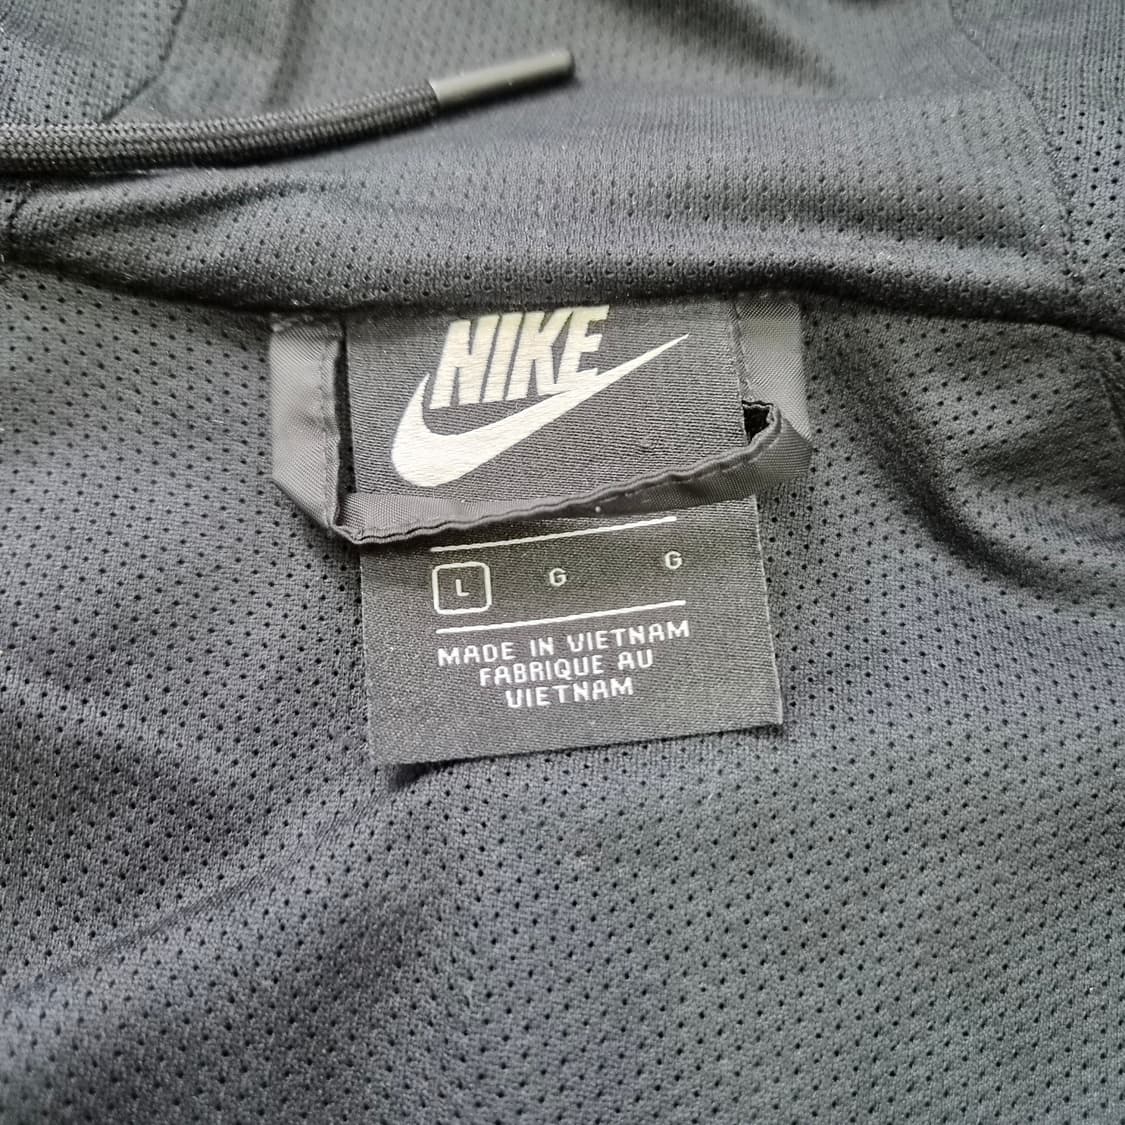 NIKE
L G G
MADE IN VIETNAM
FABRIQUE AU
VIETNAM